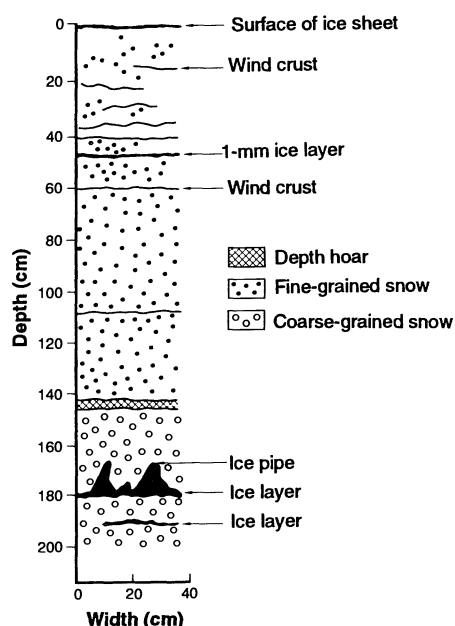 0
Surface of ice sheet
Wind crust
20
40
1-mm ice layer
60
Wind crust
80
Depth (cm)
Depth hoar
Fine-grained snow
100
Coarse-grained snow
120
140
160
Ice pipe
180
Ice layer
Ice layer
200
0 20 40
Width (cm)